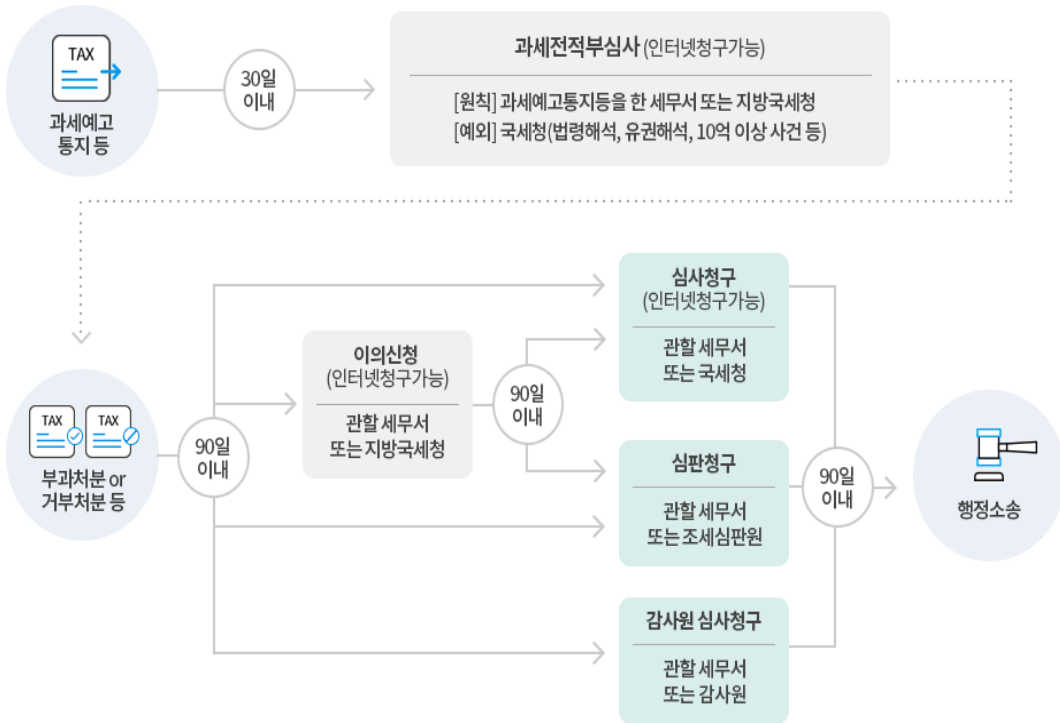 TAX
과세예고
통지 등
30일
이내
과세전적부심사 (인터넷청구가능)
[원칙] 과세예고통지등을 한 세무서 또는 지방국세청
[예외] 국세청(법령해석, 유권해석, 10억 이상 사건 등)
TAX
TAX
부과처분 or
거부처분 등
90일
이내
이의신청
(인터넷청구가능)
관할 세무서
또는 지방국세청
90일
이내
심사청구
(인터넷청구가능)
관할 세무서
또는 국세청
심판청구
관할 세무서
또는 조세심판원
감사원 심사청구
관할 세무서
또는 감사원
90일
이내
행정소송